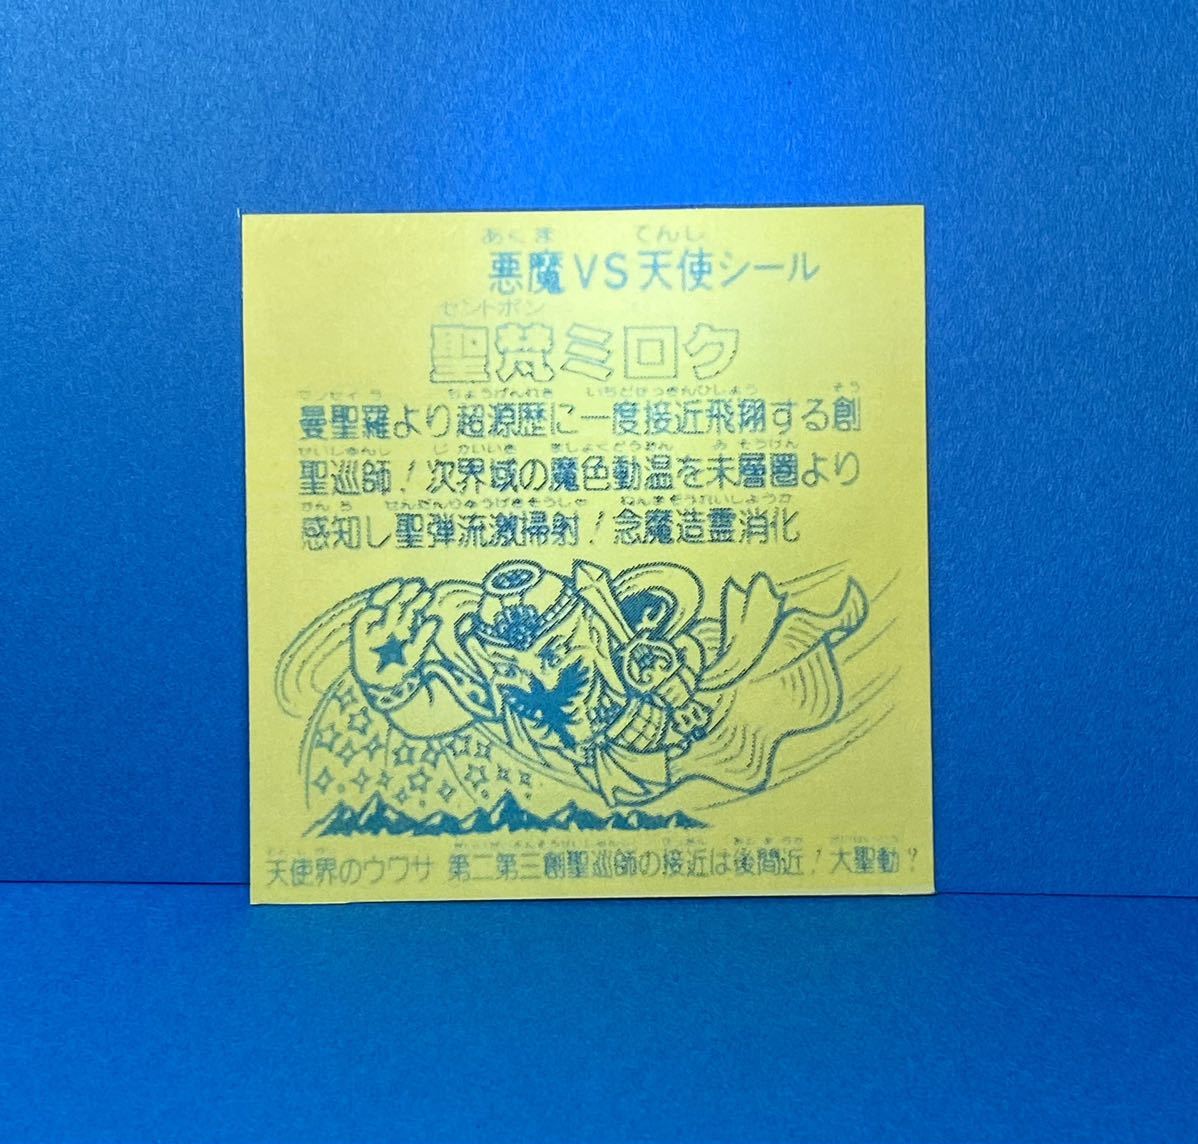 あくま てんし
悪魔VS天使シール
セントボン
聖梵ミロク
マンセイラ ちょうげんれき いちどせっきんひしょう そう
曼聖羅より超源歴に一度接近飛翔する創
せいじゅんし じかいいき ましょくどうおん みそうけん
聖巡師!次界域の魔色動温を未層圏より
かんち せいだんりゅうげきそうしゃ ねんまぞうれいしょうか
感知し聖弾流激掃射!念魔造霊消化
天使界のウワサ 第二第三創聖巡師の接近は後間近!大聖動?